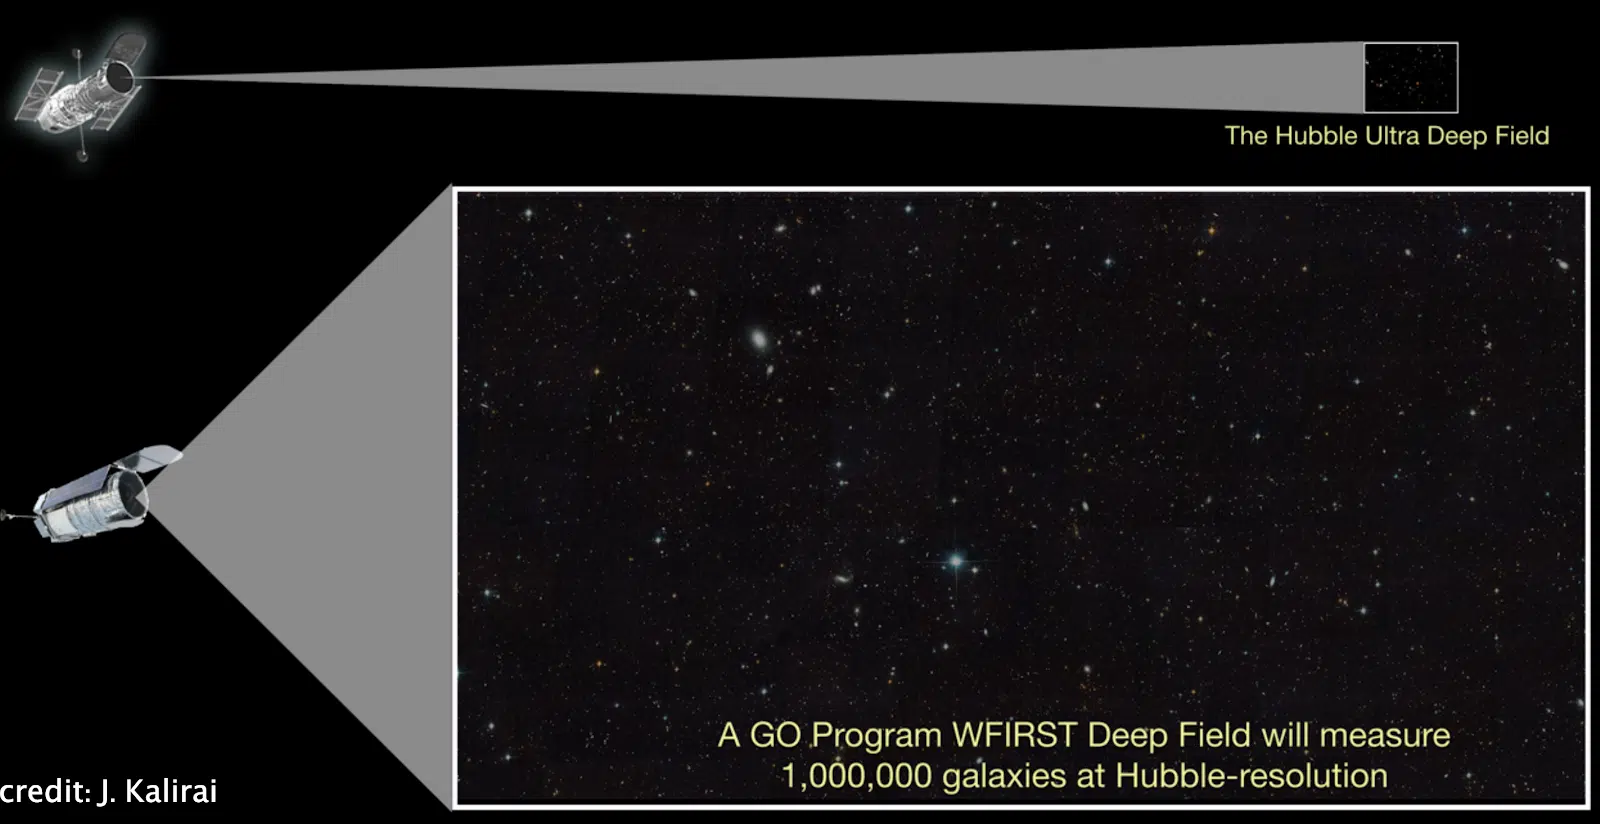 The Hubble Ultra Deep Field
A GO Program WFIRST Deep Field will measure
1,000,000 galaxies at Hubble-resolution
credit: J. Kalirai